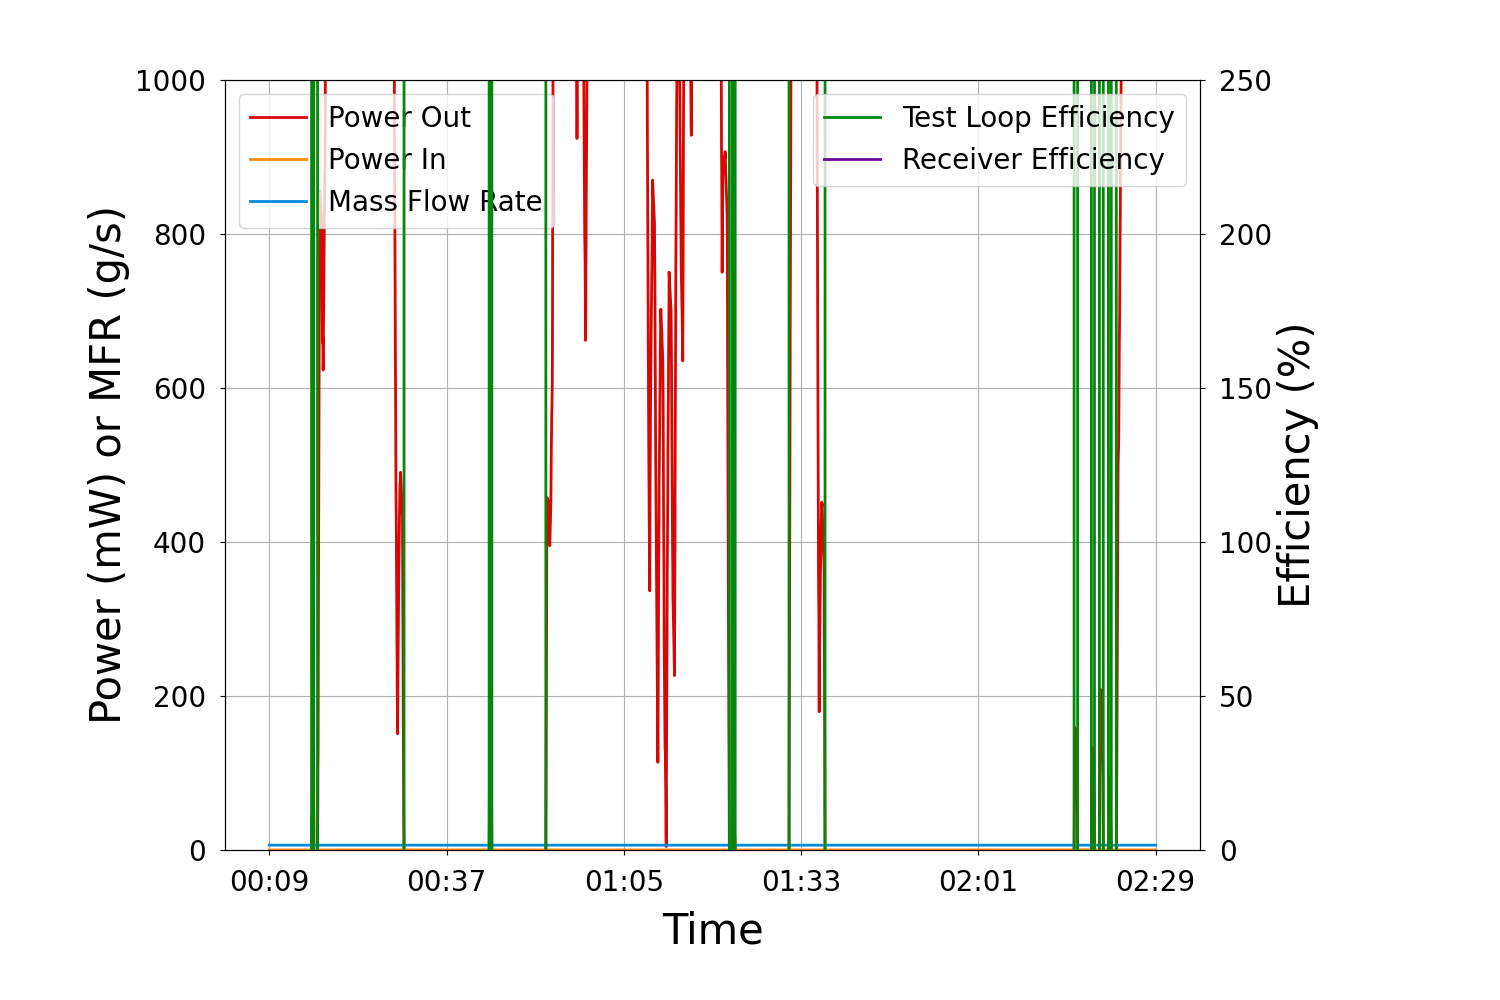 1000
800
600
400
200
0
Power (mW) or MFR (g/s)
Power Out
Power In
Mass Flow Rate
Test Loop Efficiency
Receiver Efficiency
250
200
150
100
50
0
Efficiency (%)
00:09 00:37 01:05 01:33 02:01 02:29
Time